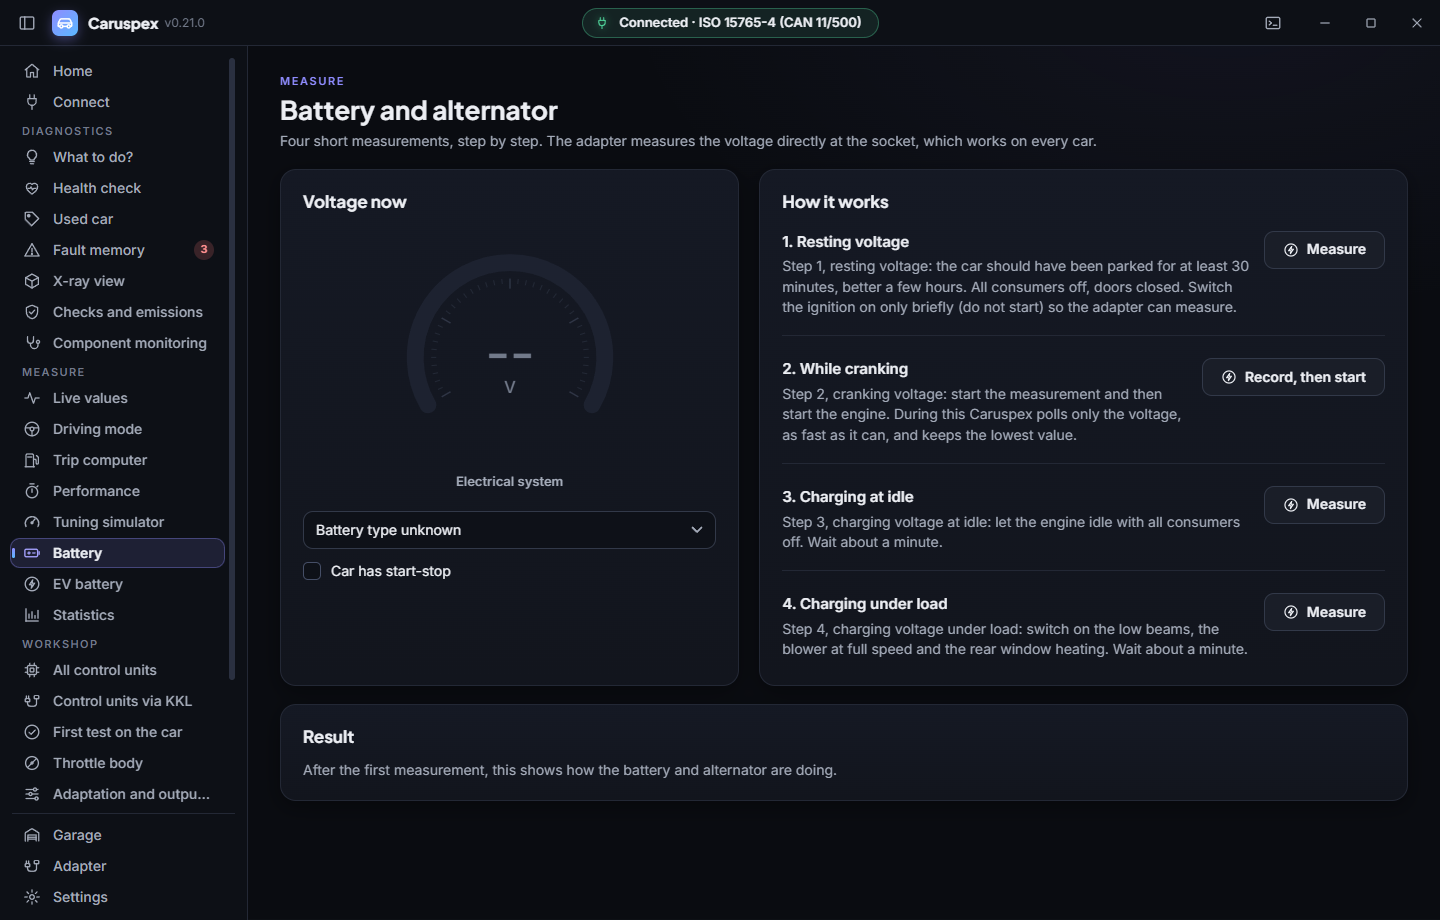 Caruspex v0.21.0
Connected · ISO 15765-4 (CAN 11/500)
Home
Connect
DIAGNOSTICS
What to do?
Health check
Used car
Fault memory 3
X-ray view
Checks and emissions
Component monitoring
MEASURE
Live values
Driving mode
Trip computer
Performance
Tuning simulator
Battery
EV battery
Statistics
WORKSHOP
All control units
Control units via KKL
First test on the car
Throttle body
Adaptation and outpu...
Garage
Adapter
Settings
MEASURE
Battery and alternator
Four short measurements, step by step. The adapter measures the voltage directly at the socket, which works on every car.
Voltage now
-- 
V
Electrical system
Battery type unknown
Car has start-stop
How it works
1. Resting voltage
Step 1, resting voltage: the car should have been parked for at least 30
minutes, better a few hours. All consumers off, doors closed. Switch
the ignition on only briefly (do not start) so the adapter can measure.
Measure
2. While cranking
Step 2, cranking voltage: start the measurement and then
start the engine. During this Caruspex polls only the voltage,
as fast as it can, and keeps the lowest value.
Record, then start
3. Charging at idle
Step 3, charging voltage at idle: let the engine idle with all consumers
off. Wait about a minute.
Measure
4. Charging under load
Step 4, charging voltage under load: switch on the low beams, the
blower at full speed and the rear window heating. Wait about a minute.
Measure
Result
After the first measurement, this shows how the battery and alternator are doing.